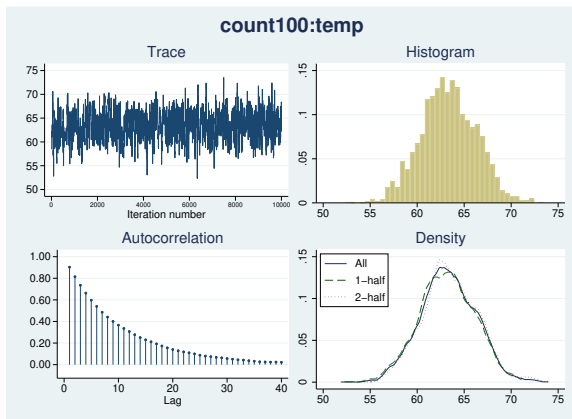 count100:temp
Trace
75
70
65
60
55
50
0 2000 4000 6000 8000 10000
Iteration number
Histogram
.15
.1
.05
0
50 55 60 65 70 75
Autocorrelation
1.00
0.80
0.60
0.40
0.20
0.00
0 10 20 30 40
Lag
Density
All
1-half
2-half
.15
.1
.05
0
50 55 60 65 70 75